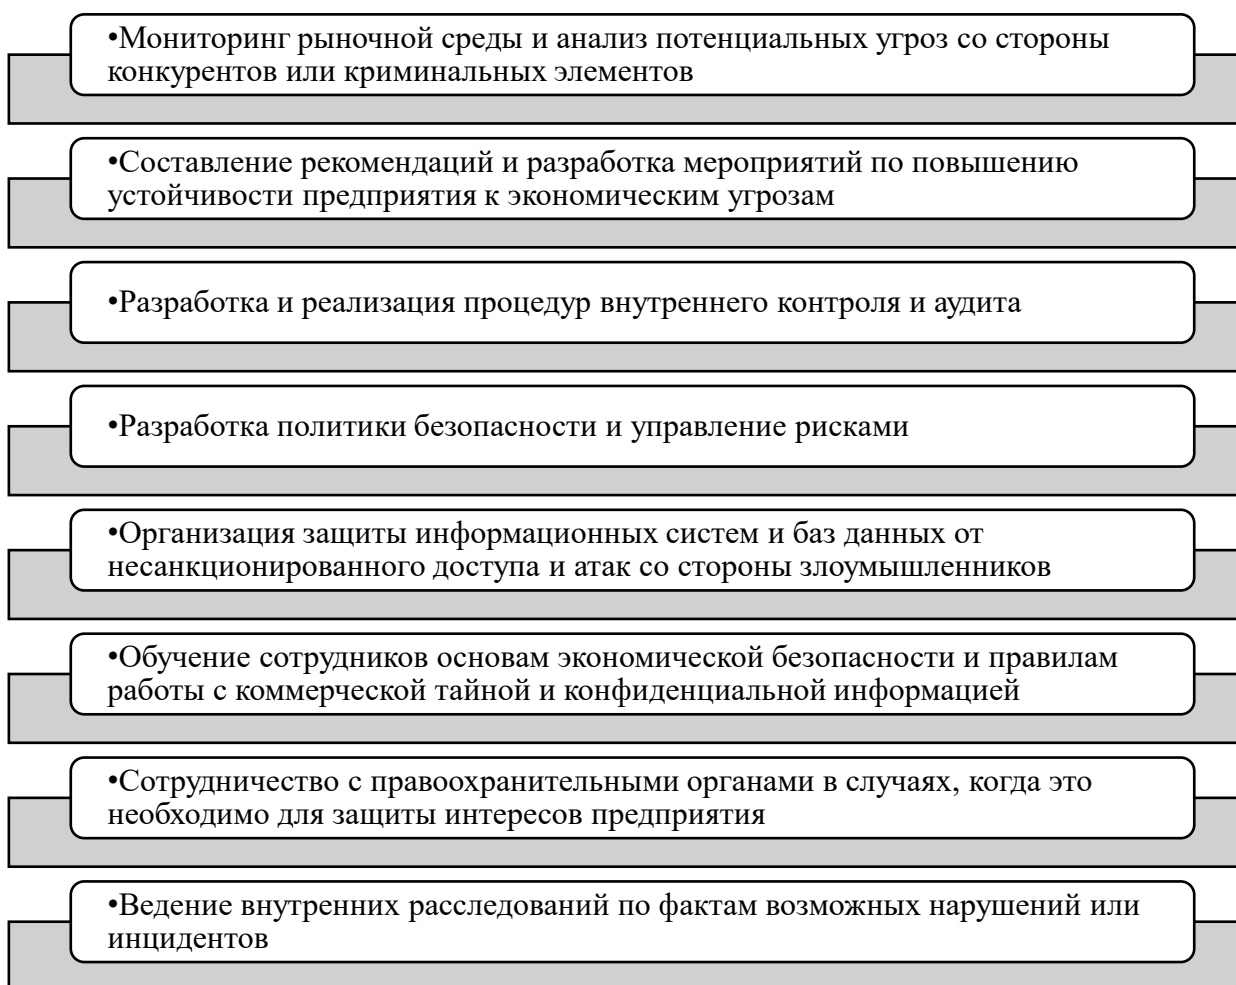 •Мониторинг рыночной среды и анализ потенциальных угроз со стороны
конкурентов или криминальных элементов
•Составление рекомендаций и разработка мероприятий по повышению
устойчивости предприятия к экономическим угрозам
•Разработка и реализация процедур внутреннего контроля и аудита
•Разработка политики безопасности и управление рисками
•Организация защиты информационных систем и баз данных от
несанкционированного доступа и атак со стороны злоумышленников
•Обучение сотрудников основам экономической безопасности и правилам
работы с коммерческой тайной и конфиденциальной информацией
•Сотрудничество с правоохранительными органами в случаях, когда это
необходимо для защиты интересов предприятия
•Ведение внутренних расследований по фактам возможных нарушений или
инцидентов